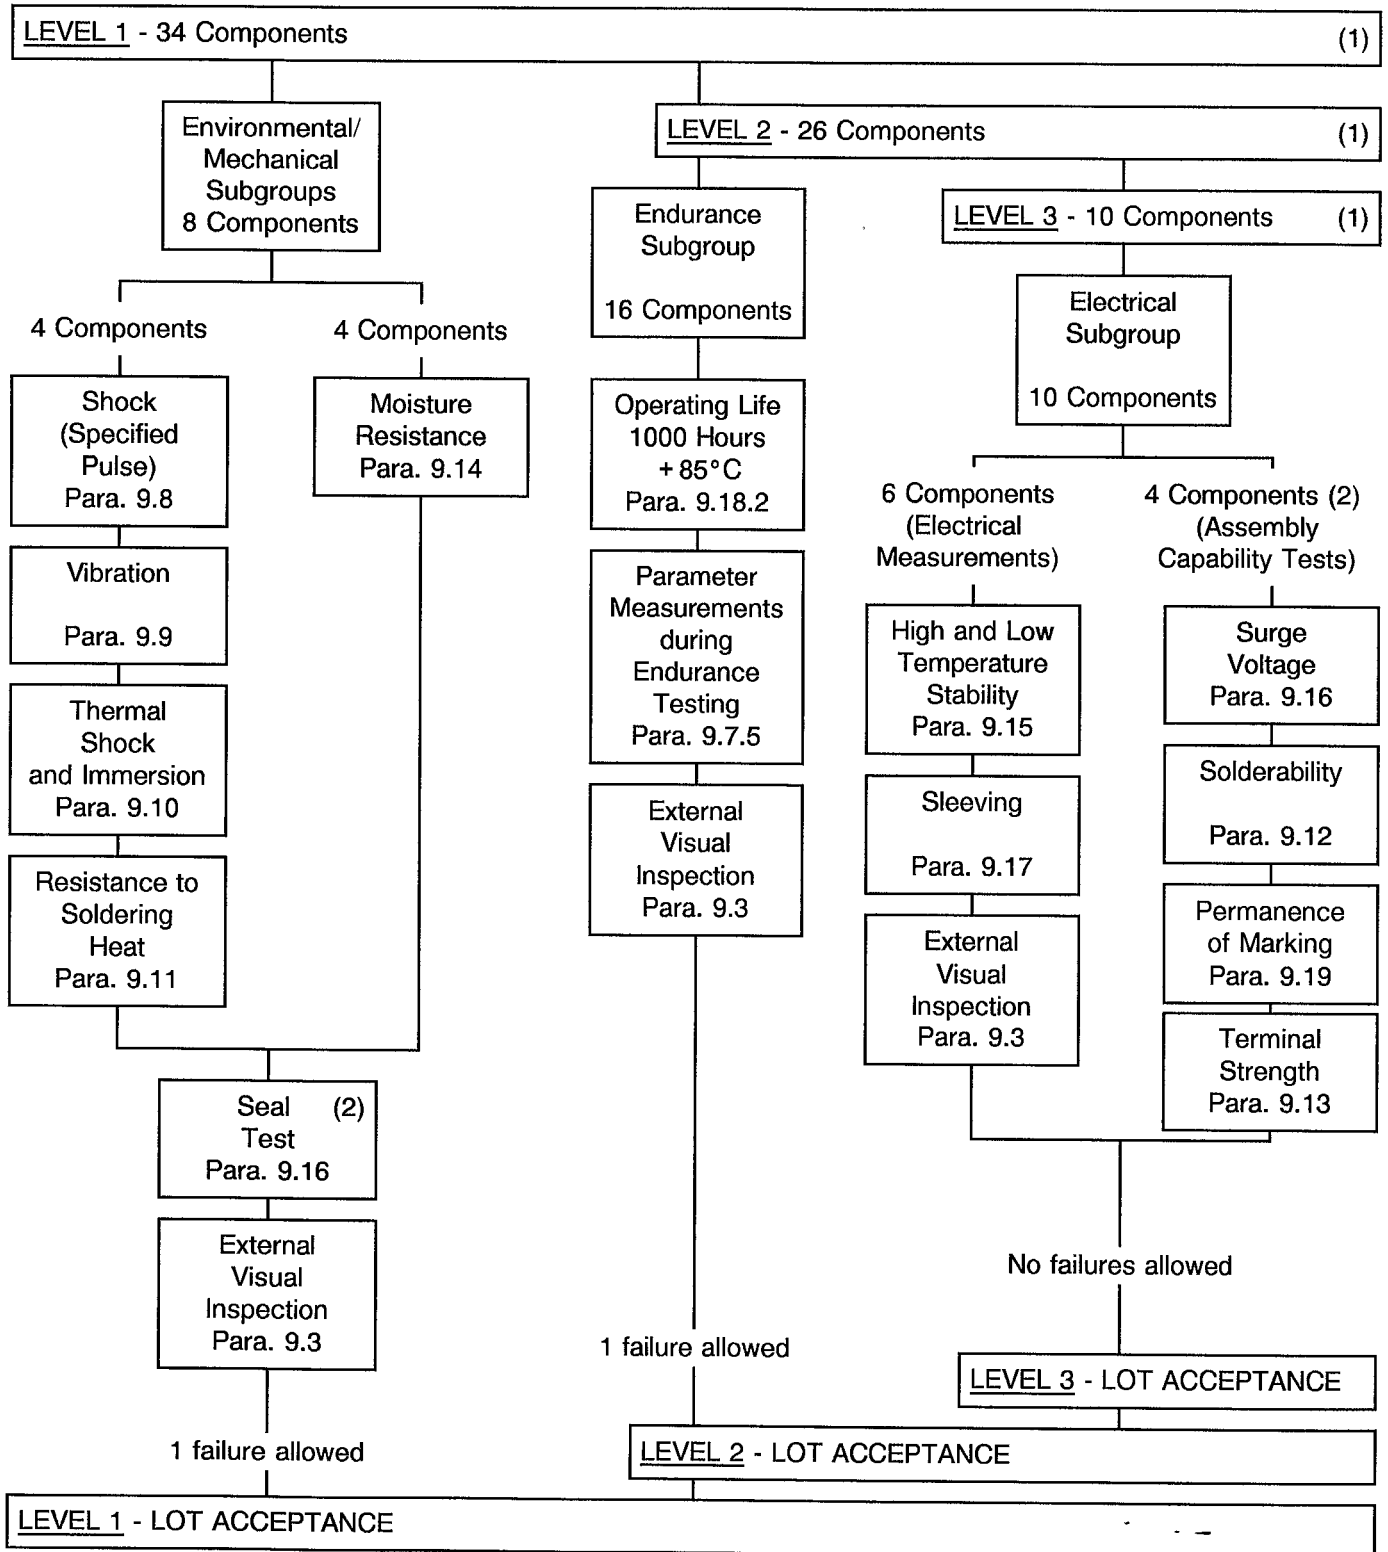 LEVEL 1 - 34 Components (1)
Environmental/
Mechanical
Subgroups
8 Components
LEVEL 2 - 26 Components (1)
Endurance
Subgroup
16 Components
LEVEL 3 - 10 Components (1)
Electrical
Subgroup
10 Components
4 Components
Shock
(Specified
Pulse)
Para. 9.8
Vibration
Para. 9.9
Thermal
Shock
and Immersion
Para. 9.10
Resistance to
Soldering
Heat
Para. 9.11
4 Components
Moisture
Resistance
Para. 9.14
Seal (2)
Test
Para. 9.16
External
Visual
Inspection
Para. 9.3
1 failure allowed
Operating Life
1000 Hours
+85°C
Para. 9.18.2
Parameter
Measurements
during
Endurance
Testing
Para. 9.7.5
External
Visual
Inspection
Para. 9.3
1 failure allowed
6 Components
(Electrical
Measurements)
High and Low
Temperature
Stability
Para. 9.15
Sleeving
Para. 9.17
External
Visual
Inspection
Para. 9.3
4 Components (2)
(Assembly
Capability Tests)
Surge
Voltage
Para. 9.16
Solderability
Para. 9.12
Permanence
of Marking
Para. 9.19
Terminal
Strength
Para. 9.13
No failures allowed
LEVEL 3 - LOT ACCEPTANCE
LEVEL 2 - LOT ACCEPTANCE
LEVEL 1 - LOT ACCEPTANCE